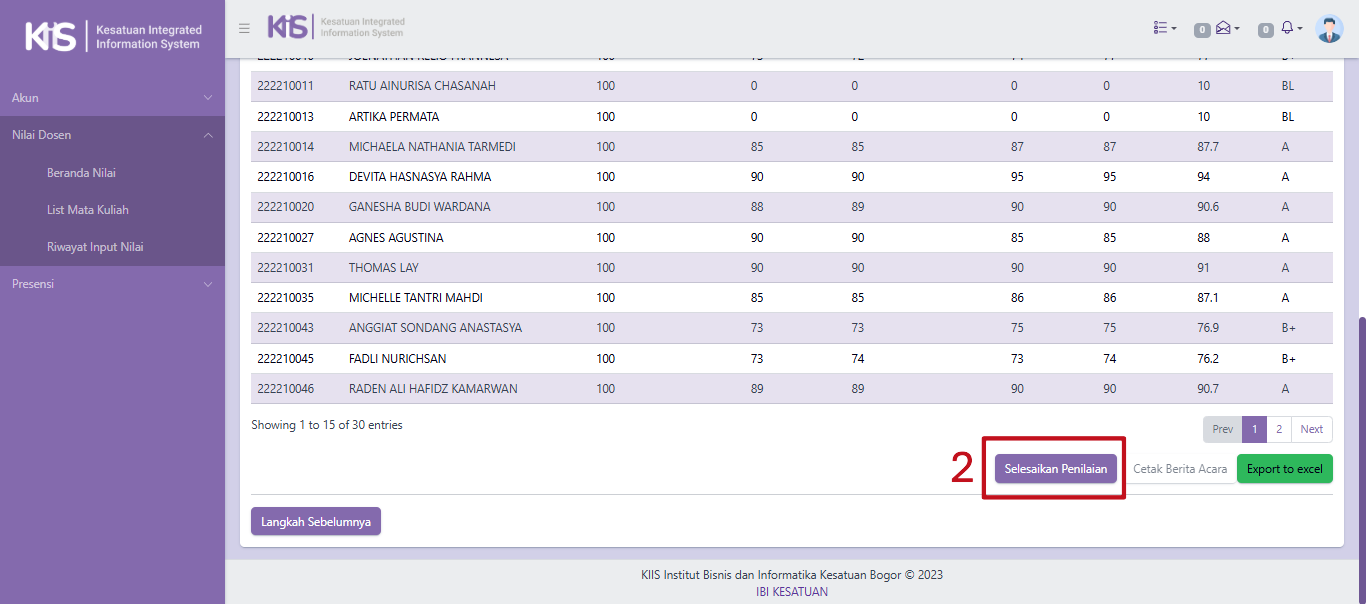 KIIS Kesatuan Integrated Information System
KIIS Kesatuan Integrated Information System
0 0
Akun
Nilai Dosen
Beranda Nilai
List Mata Kuliah
Riwayat Input Nilai
Presensi
222210011 RATU AINURISA CHASANAH 100 0 0 0 0 10 BL
222210013 ARTIKA PERMATA 100 0 0 0 0 10 BL
222210014 MICHAELA NATHANIA TARMEDI 100 85 85 87 87 87.7 A
222210016 DEVITA HASNASYA RAHMA 100 90 90 95 95 94 A
222210020 GANESHA BUDI WARDANA 100 88 89 90 90 90.6 A
222210027 AGNES AGUSTINA 100 90 90 85 85 88 A
222210031 THOMAS LAY 100 90 90 90 90 91 A
222210035 MICHELLE TANTRI MAHDI 100 85 85 86 86 87.1 A
222210043 ANGGIAT SONDANG ANASTASYA 100 73 73 75 75 76.9 B+
222210045 FADLI NURICHSAN 100 73 74 73 74 76.2 B+
222210046 RADEN ALI HAFIDZ KAMARWAN 100 89 89 90 90 90.7 A
Showing 1 to 15 of 30 entries
Prev 1 2 Next
2 Selesaikan Penilaian Cetak Berita Acara Export to excel
Langkah Sebelumnya
KIIS Institut Bisnis dan Informatika Kesatuan Bogor © 2023
IBI KESATUAN